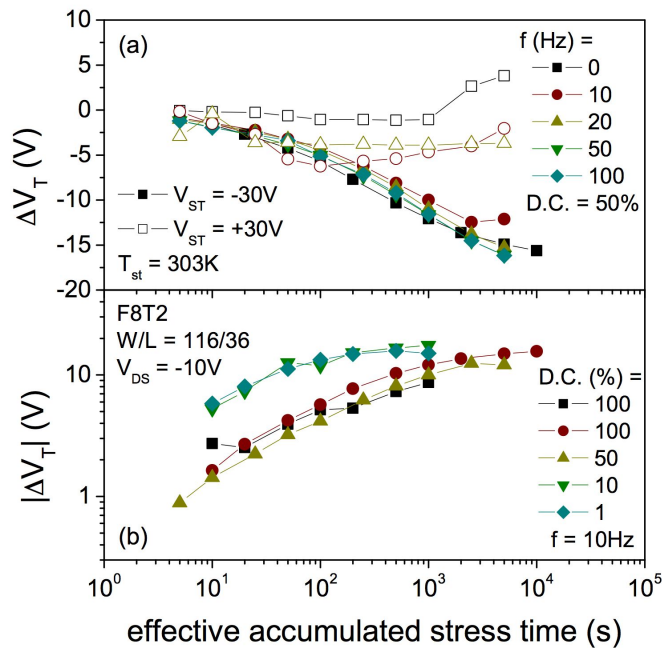 10
5
0
-5
-10
-15
-20
ΔV_T (V)
(a)
f (Hz) =
0
10
20
50
100
D.C. = 50%
V_ST = -30V
V_ST = +30V
T_st = 303K
F8T2
W/L = 116/36
V_DS = -10V
10
1
|ΔV_T| (V)
(b)
D.C. (%) =
100
100
50
10
1
f = 10Hz
10^0
10^1
10^2
10^3
10^4
10^5
effective accumulated stress time (s)